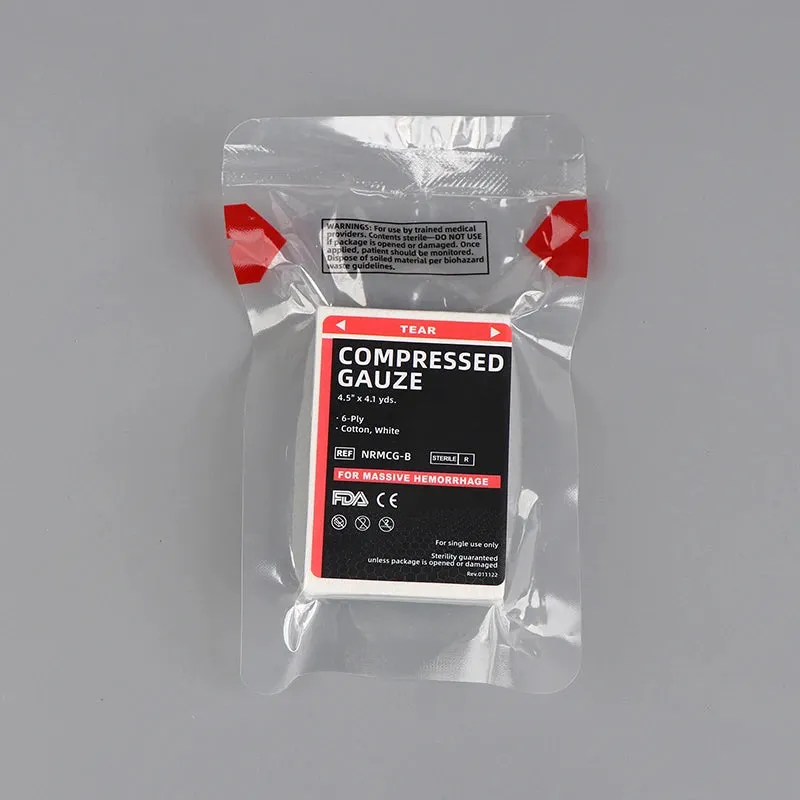 WARNINGS: For use by trained medical
providers. Contents sterile—DO NOT USE
if package is opened or damaged. Once
applied, patient should be monitored.
Dispose of soiled material per biohazard
waste guidelines.
TEAR
COMPRESSED
GAUZE
4.5" x 4.1 yds.
· 6-Ply
· Cotton, White
REF NRMCG-B STERILE R
FOR MASSIVE HEMORRHAGE
FDA CE
For single use only
Sterility guaranteed
unless package is opened or damaged
Rev.011122